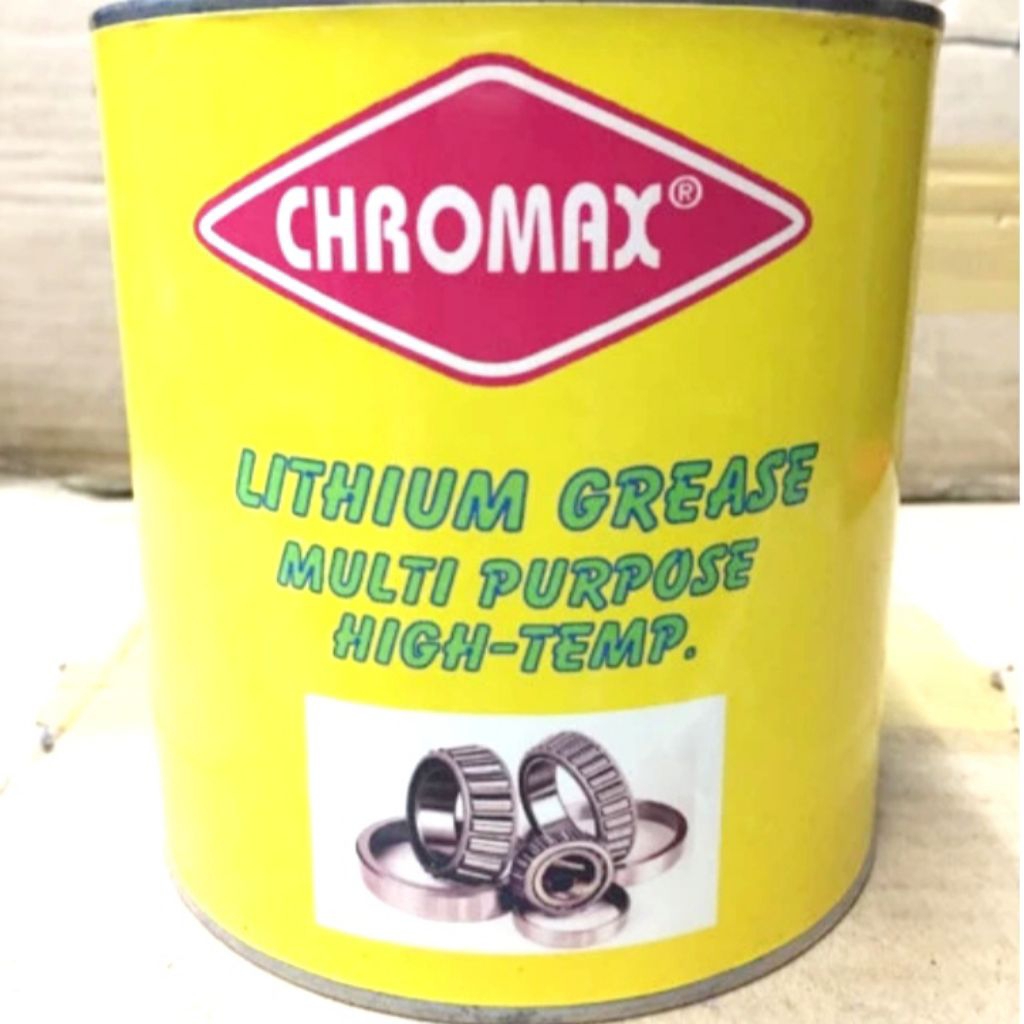 CHROMAX®
LITHIUM GREASE
MULTI PURPOSE
HIGH-TEMP.